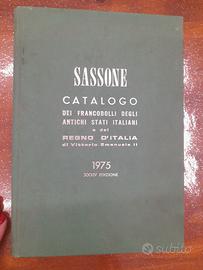 SASSONE
CATALOGO
DEI FRANCOBOLLI DEGLI
ANTICHI STATI ITALIANI
e del
REGNO D'ITALIA
di Vittorio Emanuele II
1975
XXXIV EDIZIONE
subito